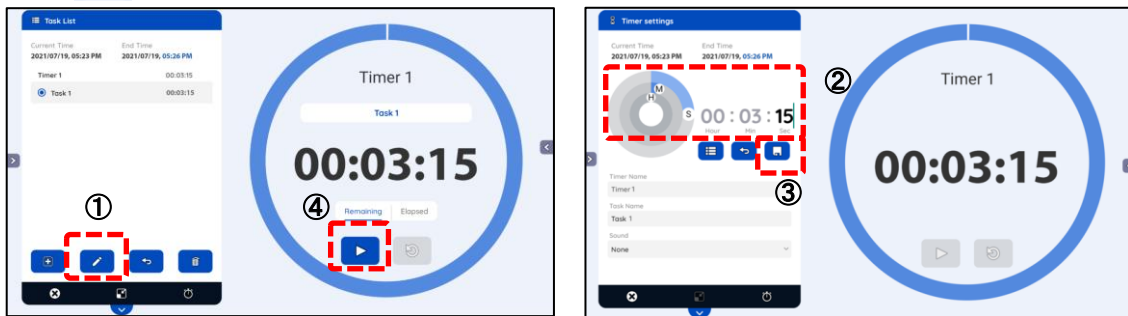 Task List
Current Time End Time
2021/07/19, 05:23 PM 2021/07/19, 05:26 PM
Timer 1 00:03:15
Task 1 00:03:15
①
Timer 1
Task 1
00:03:15
④
Remaining Elapsed
Timer settings
Current Time End Time
2021/07/19, 05:23 PM 2021/07/19, 05:26 PM
②
M
H
S
00 : 03 : 15
Hour Min Sec
③
Timer Name
Timer 1
Task Name
Task 1
Sound
None
Timer 1
00:03:15